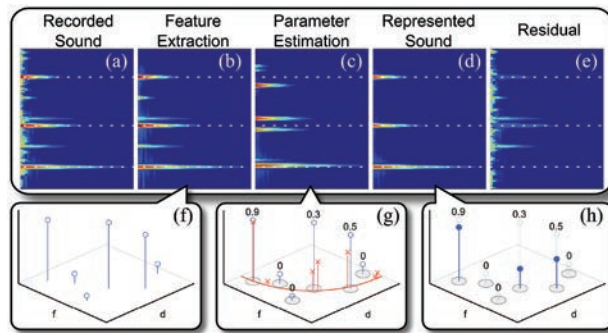 Recorded Sound
Feature Extraction
Parameter Estimation
Represented Sound
Residual
(a)
(b)
(c)
(d)
(e)
(f)
f
d
(g)
0.9
0.3
0.5
0
0
0
f
d
(h)
0.9
0.3
0.5
0
0
0
f
d